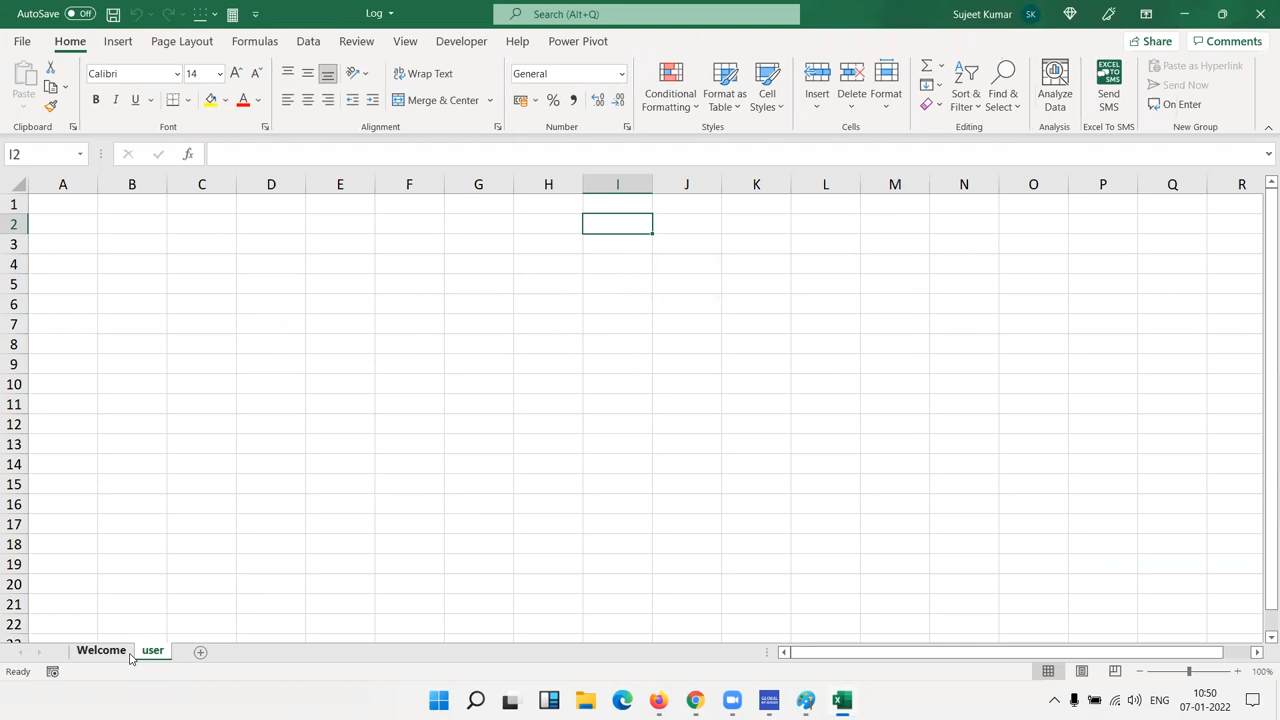 AutoSave Off Log Search (Alt+Q) Sujeet Kumar SK
File Home Insert Page Layout Formulas Data Review View Developer Help Power Pivot Share Comments
Paste Calibri 14 Wrap Text General Conditional Formatting Format as Table Cell Styles Insert Delete Format Sort & Filter Find & Select Analyze Data Send SMS Paste as Hyperlink
B I U Merge & Center Send Now
On Enter
Clipboard Font Alignment Number Styles Cells Editing Analysis Excel To SMS New Group
I2 fx
A B C D E F G H I J K L M N O P Q R
1
2
3
4
5
6
7
8
9
10
11
12
13
14
15
16
17
18
19
20
21
22
Welcome user
Ready 100%
GLOBAL ENG 10:50
07-01-2022